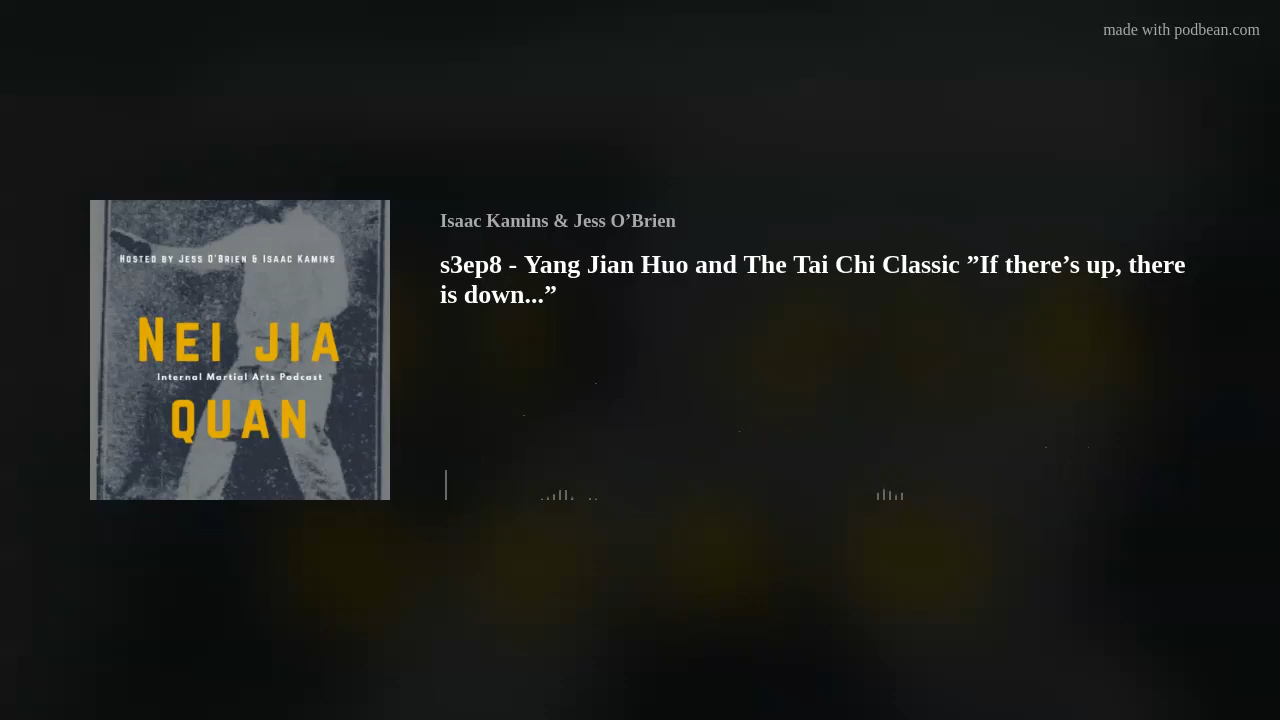 made with podbean.com
Isaac Kamins & Jess O’Brien
s3ep8 - Yang Jian Huo and The Tai Chi Classic ”If there’s up, there
is down...”
Hosted by Jess O'Brien & Isaac Kamins
Nei Jia
Internal Martial Arts Podcast
Quan